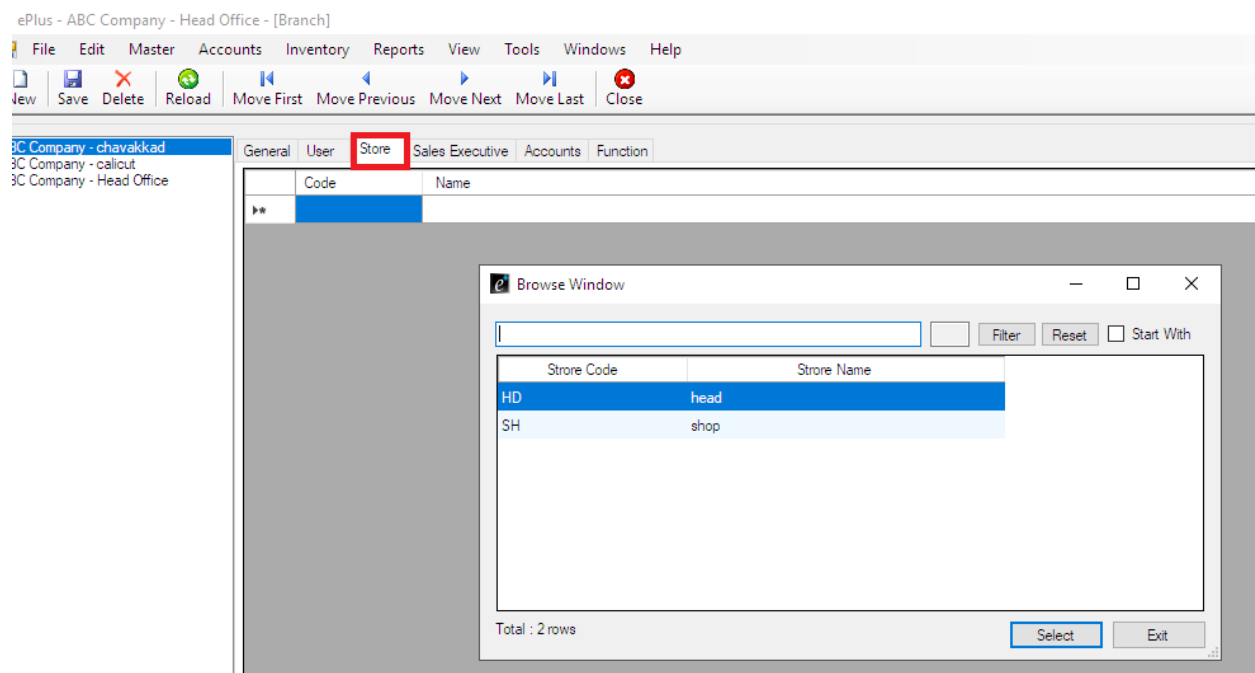 ePlus - ABC Company - Head Office - [Branch]
File Edit Master Accounts Inventory Reports View Tools Windows Help
New Save Delete Reload Move First Move Previous Move Next Move Last Close
BC Company - chavakkad
BC Company - calicut
BC Company - Head Office
General User Store Sales Executive Accounts Function
Code Name
Browse Window
Filter Reset Start With
Strore Code Strore Name
HD head
SH shop
Total : 2 rows
Select Exit